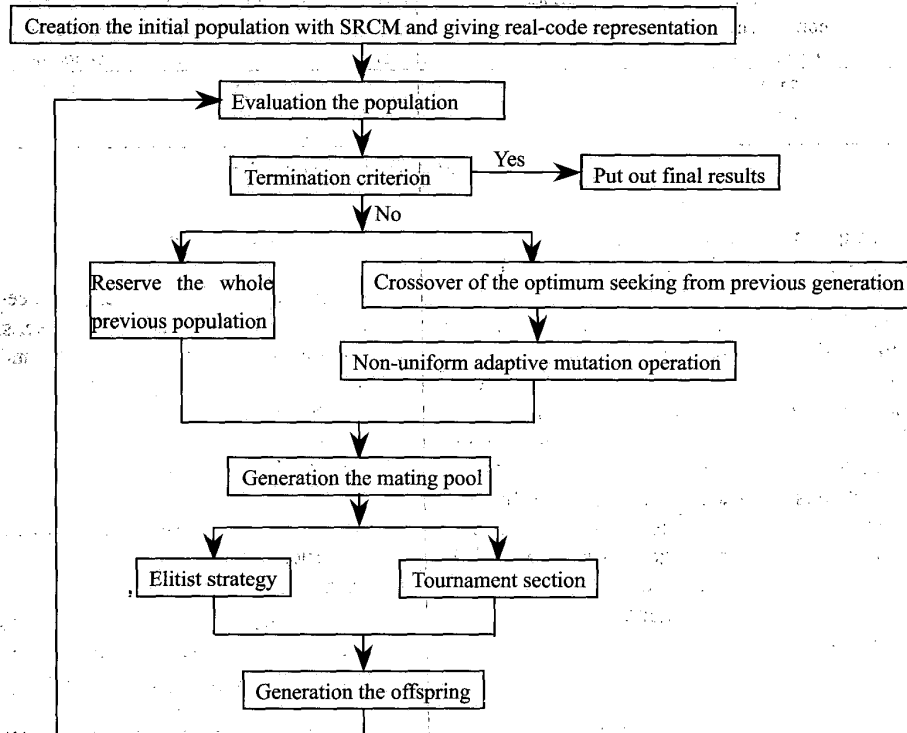 Creation the initial population with SRCM and giving real-code representation
Evaluation the population
Termination criterion
Yes
Put out final results
No
Reserve the whole
previous population
Crossover of the optimum seeking from previous generation
Non-uniform adaptive mutation operation
Generation the mating pool
Elitist strategy
Tournament section
Generation the offspring